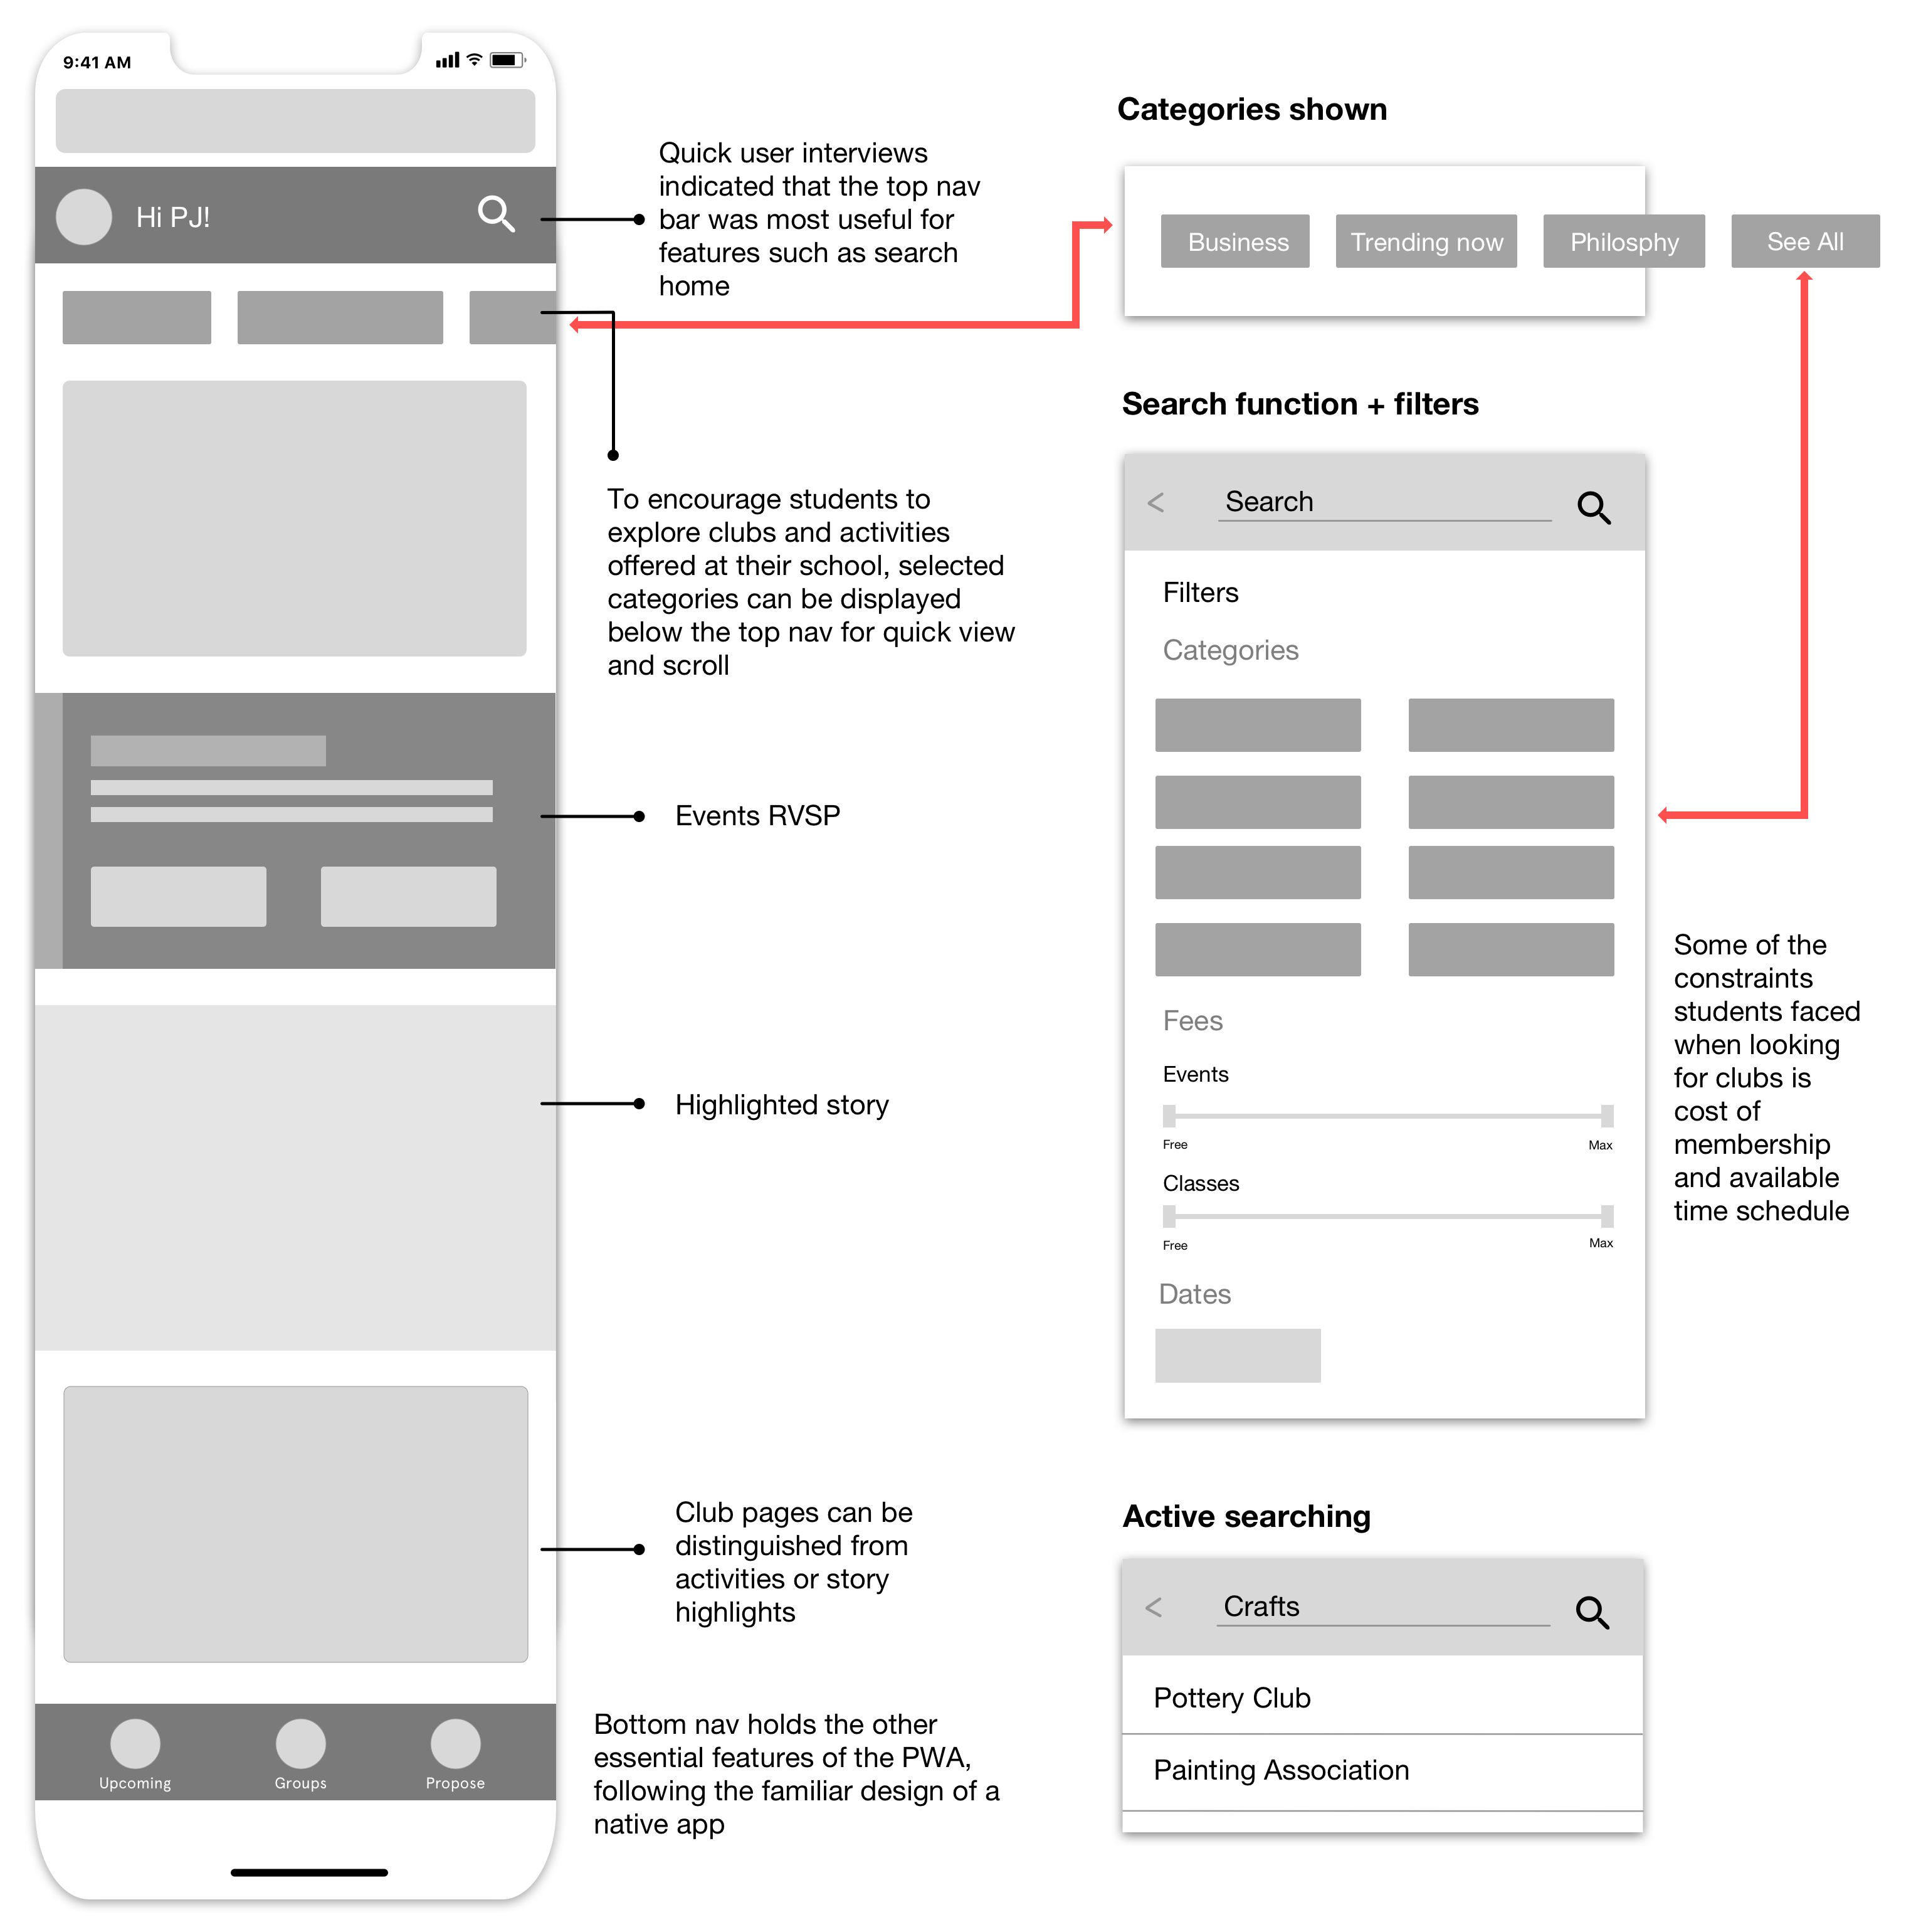 9:41 AM
Hi PJ!
Upcoming
Groups
Propose
Quick user interviews
indicated that the top nav
bar was most useful for
features such as search
home
To encourage students to
explore clubs and activities
offered at their school, selected
categories can be displayed
below the top nav for quick view
and scroll
Events RVSP
Highlighted story
Club pages can be
distinguished from
activities or story
highlights
Bottom nav holds the other
essential features of the PWA,
following the familiar design of a
native app
Categories shown
Business
Trending now
Philosphy
See All
Search function + filters
< Search
Filters
Categories
Fees
Events
Free Max
Classes
Free Max
Dates
Some of the
constraints
students faced
when looking
for clubs is
cost of
membership
and available
time schedule
Active searching
< Crafts
Pottery Club
Painting Association